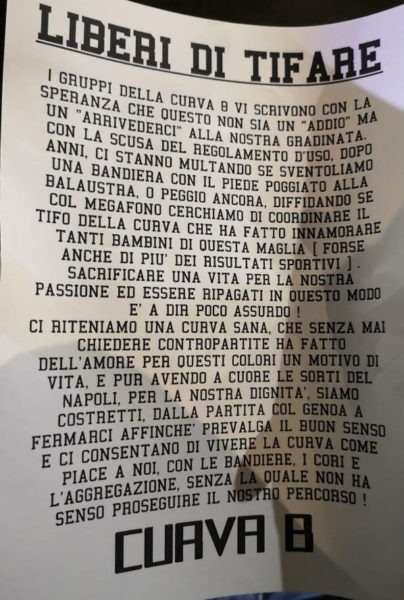 LIBERI DI TIFARE
I GRUPPI DELLA CURVA B VI SCRIVONO CON LA
SPERANZA CHE QUESTO NON SIA UN "ADDIO" MA
UN "ARRIVEDERCI" ALLA NOSTRA GRADINATA.
CON LA SCUSA DEL REGOLAMENTO D'USO, DOPO
ANNI, CI STANNO MULTANDO SE SVENTOLIAMO
UNA BANDIERA CON IL PIEDE POGGIATO ALLA
BALAUSTRA, O PEGGIO ANCORA, DIFFIDANDO SE
COL MEGAFONO CERCHIAMO DI COORDINARE IL
TIFO DELLA CURVA CHE HA FATTO INNAMORARE
TANTI BAMBINI DI QUESTA MAGLIA ( FORSE
ANCHE DI PIU' DEI RISULTATI SPORTIVI ) .
SACRIFICARE UNA VITA PER LA NOSTRA
PASSIONE ED ESSERE RIPAGATI IN QUESTO MODO
E' A DIR POCO ASSURDO !
CI RITENIAMO UNA CURVA SANA, CHE SENZA MAI
CHIEDERE CONTROPARTITE HA FATTO
DELL'AMORE PER QUESTI COLORI UN MOTIVO DI
VITA, E PUR AVENDO A CUORE LE SORTI DEL
NAPOLI, PER LA NOSTRA DIGNITA', SIAMO
COSTRETTI, DALLA PARTITA COL GENOA A
FERMARCI AFFINCHE' PREVALGA IL BUON SENSO
E CI CONSENTANO DI VIVERE LA CURVA COME
PIACE A NOI, CON LE BANDIERE, I CORI E
L'AGGREGAZIONE, SENZA LA QUALE NON HA
SENSO PROSEGUIRE IL NOSTRO PERCORSO !
CURVA B